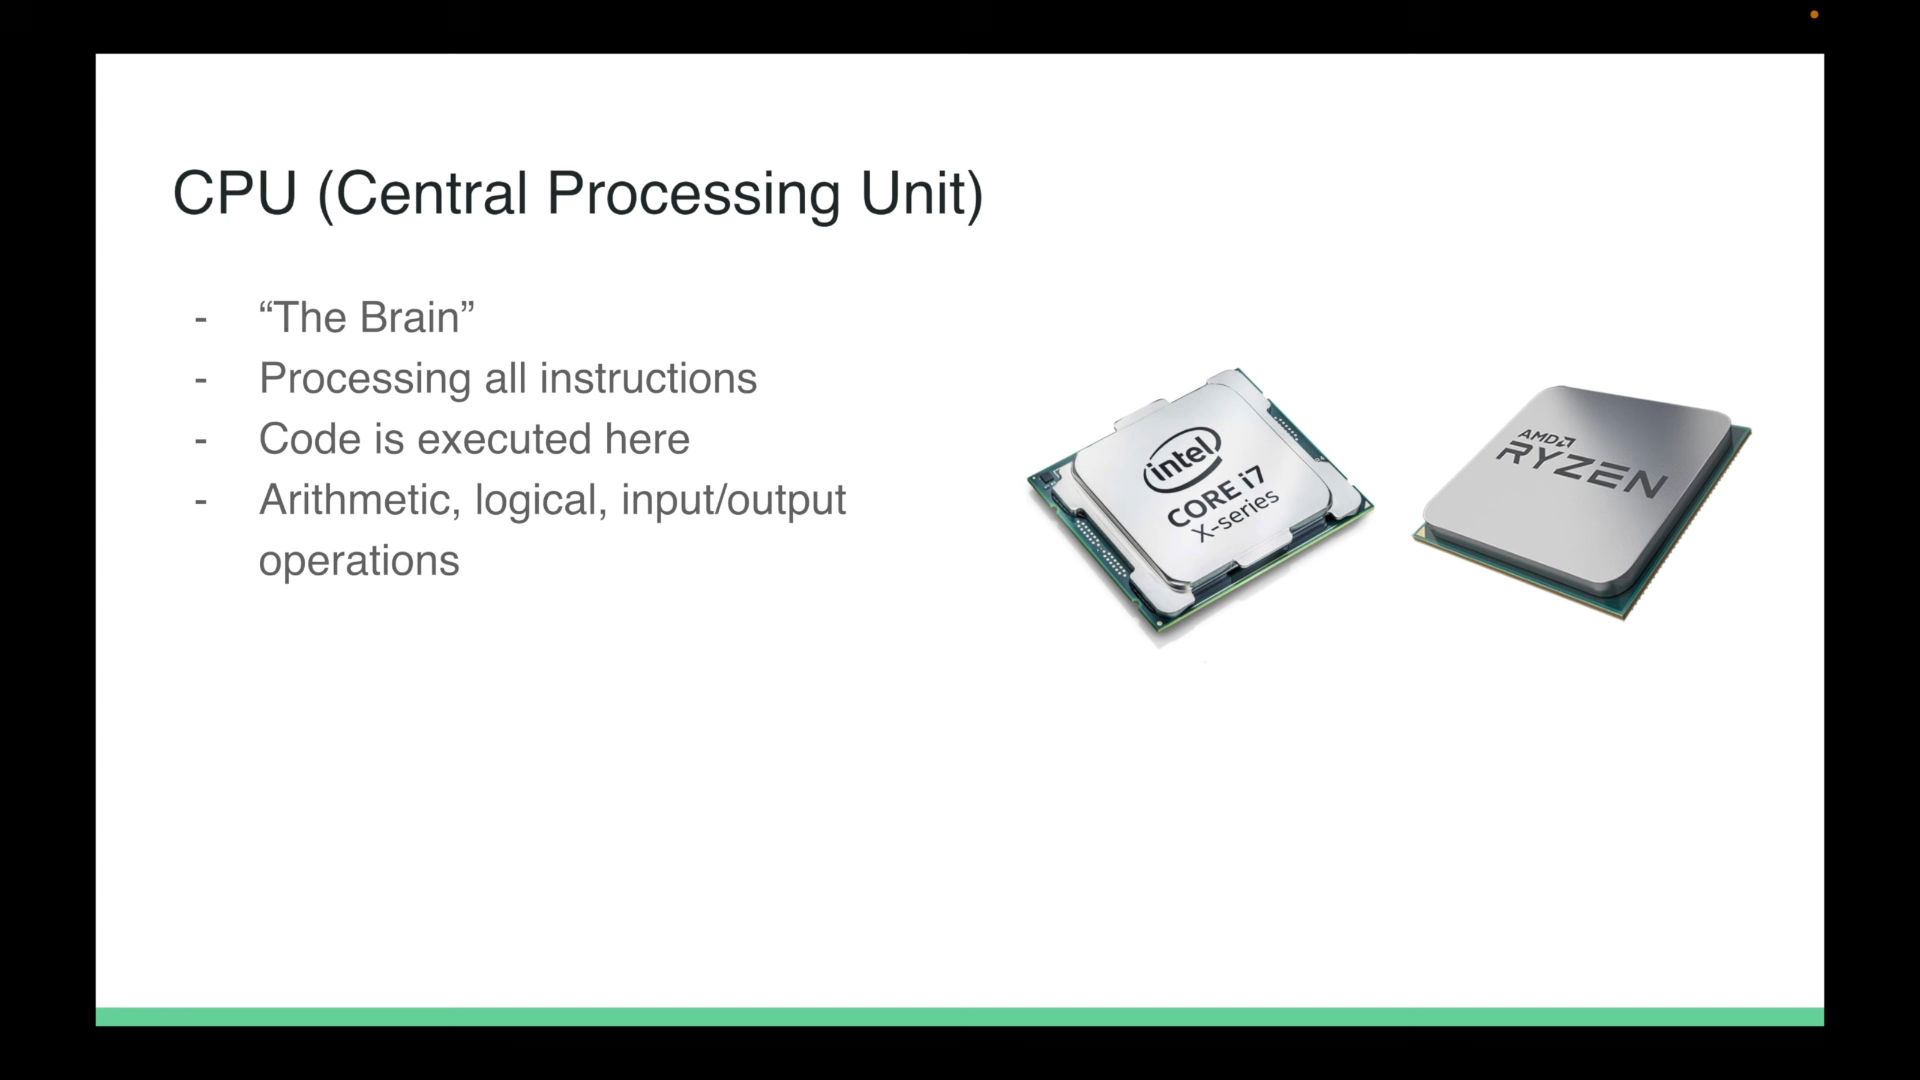 CPU (Central Processing Unit)
- “The Brain”
- Processing all instructions
- Code is executed here
- Arithmetic, logical, input/output
operations
intel
CORE i7
X-series
AMD
RYZEN